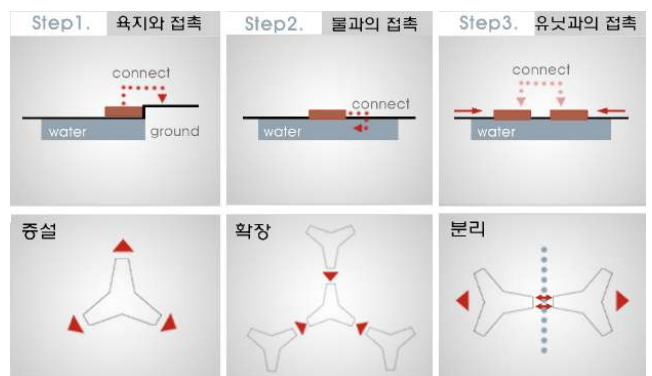 Step1. 욕지와 접촉
connect
water
ground
Step2. 물과의 접촉
connect
water
Step3. 유닛과의 접촉
connect
water
증설
확장
분리